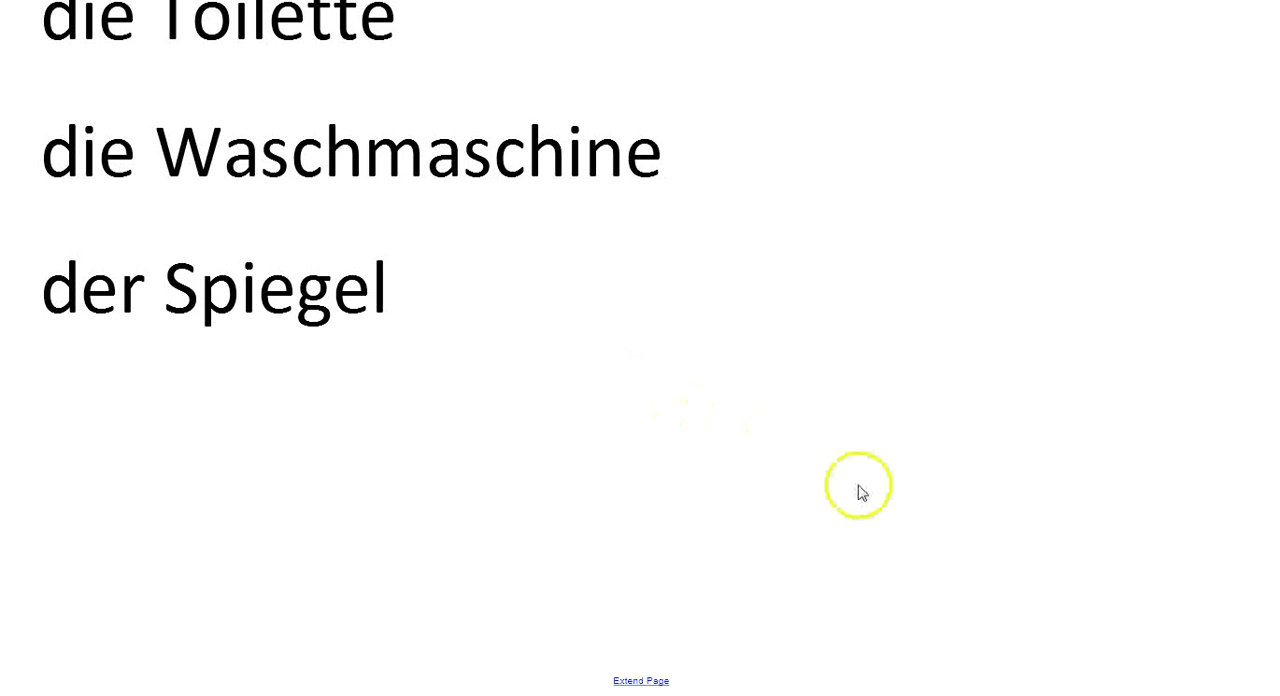 die Toilette
die Waschmaschine
der Spiegel
Extend Page